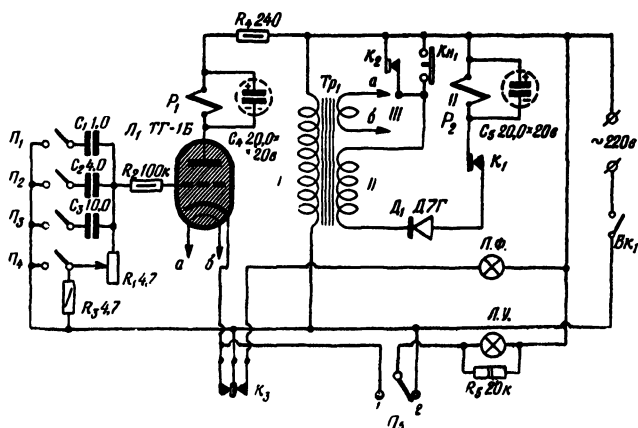 R₄ 240
P₁
C₄ 20,0=
20в
K₂
Кн₁
Тр₁
а
в
III
I
II
II
P₂
C₅ 20,0=20в
K₁
~220в
Вк₁
Л₁ ТГ-1Б
П₁
C₁ 1,0
П₂
C₂ 4,0
П₃
C₃ 10,0
П₄
R₂ 100к
R₁ 4,7
R₃ 4,7
а
б
Д₁ Д7Г
Л.Ф.
Л.У.
R₅ 20к
K₃
1
2